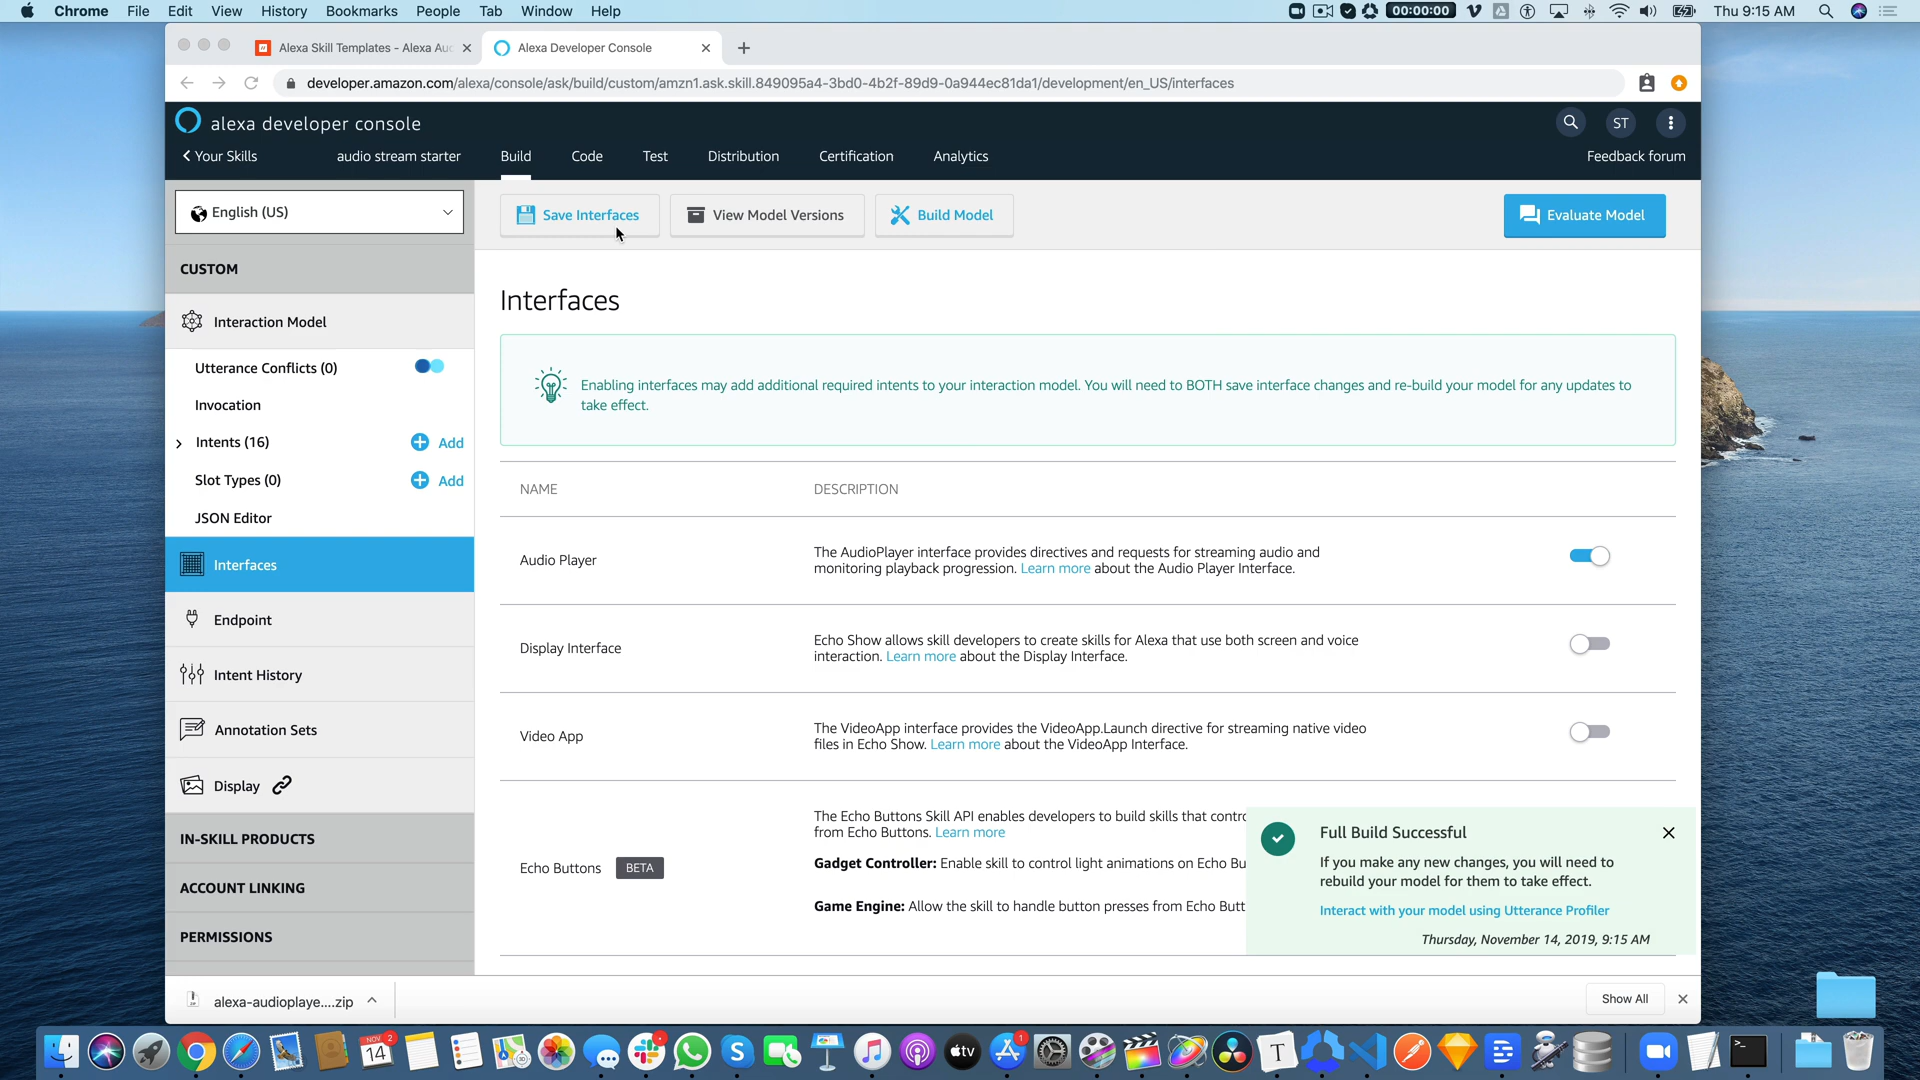 Chrome File Edit View History Bookmarks People Tab Window Help 00:00:00 Thu 9:15 AM
Alexa Skill Templates - Alexa Au Alexa Developer Console
developer.amazon.com/alexa/console/ask/build/custom/amzn1.ask.skill.849095a4-3bd0-4b2f-89d9-0a944ec81da1/development/en_US/interfaces
alexa developer console ST
Your Skills audio stream starter Build Code Test Distribution Certification Analytics Feedback forum
English (US) Save Interfaces View Model Versions Build Model Evaluate Model
CUSTOM
Interaction Model
Utterance Conflicts (0)
Invocation
Intents (16) Add
Slot Types (0) Add
JSON Editor
Interfaces
Endpoint
Intent History
Annotation Sets
Display
IN-SKILL PRODUCTS
ACCOUNT LINKING
PERMISSIONS
Interfaces
Enabling interfaces may add additional required intents to your interaction model. You will need to BOTH save interface changes and re-build your model for any updates to
take effect.
NAME DESCRIPTION
Audio Player
The AudioPlayer interface provides directives and requests for streaming audio and
monitoring playback progression. Learn more about the Audio Player Interface.
Display Interface
Echo Show allows skill developers to create skills for Alexa that use both screen and voice
interaction. Learn more about the Display Interface.
Video App
The VideoApp interface provides the VideoApp.Launch directive for streaming native video
files in Echo Show. Learn more about the VideoApp Interface.
Echo Buttons BETA
The Echo Buttons Skill API enables developers to build skills that contro
from Echo Buttons. Learn more
Gadget Controller: Enable skill to control light animations on Echo Bu
Game Engine: Allow the skill to handle button presses from Echo Butt
Full Build Successful
If you make any new changes, you will need to
rebuild your model for them to take effect.
Interact with your model using Utterance Profiler
Thursday, November 14, 2019, 9:15 AM
alexa-audioplaye....zip Show All
NOV 14 2
tv
1